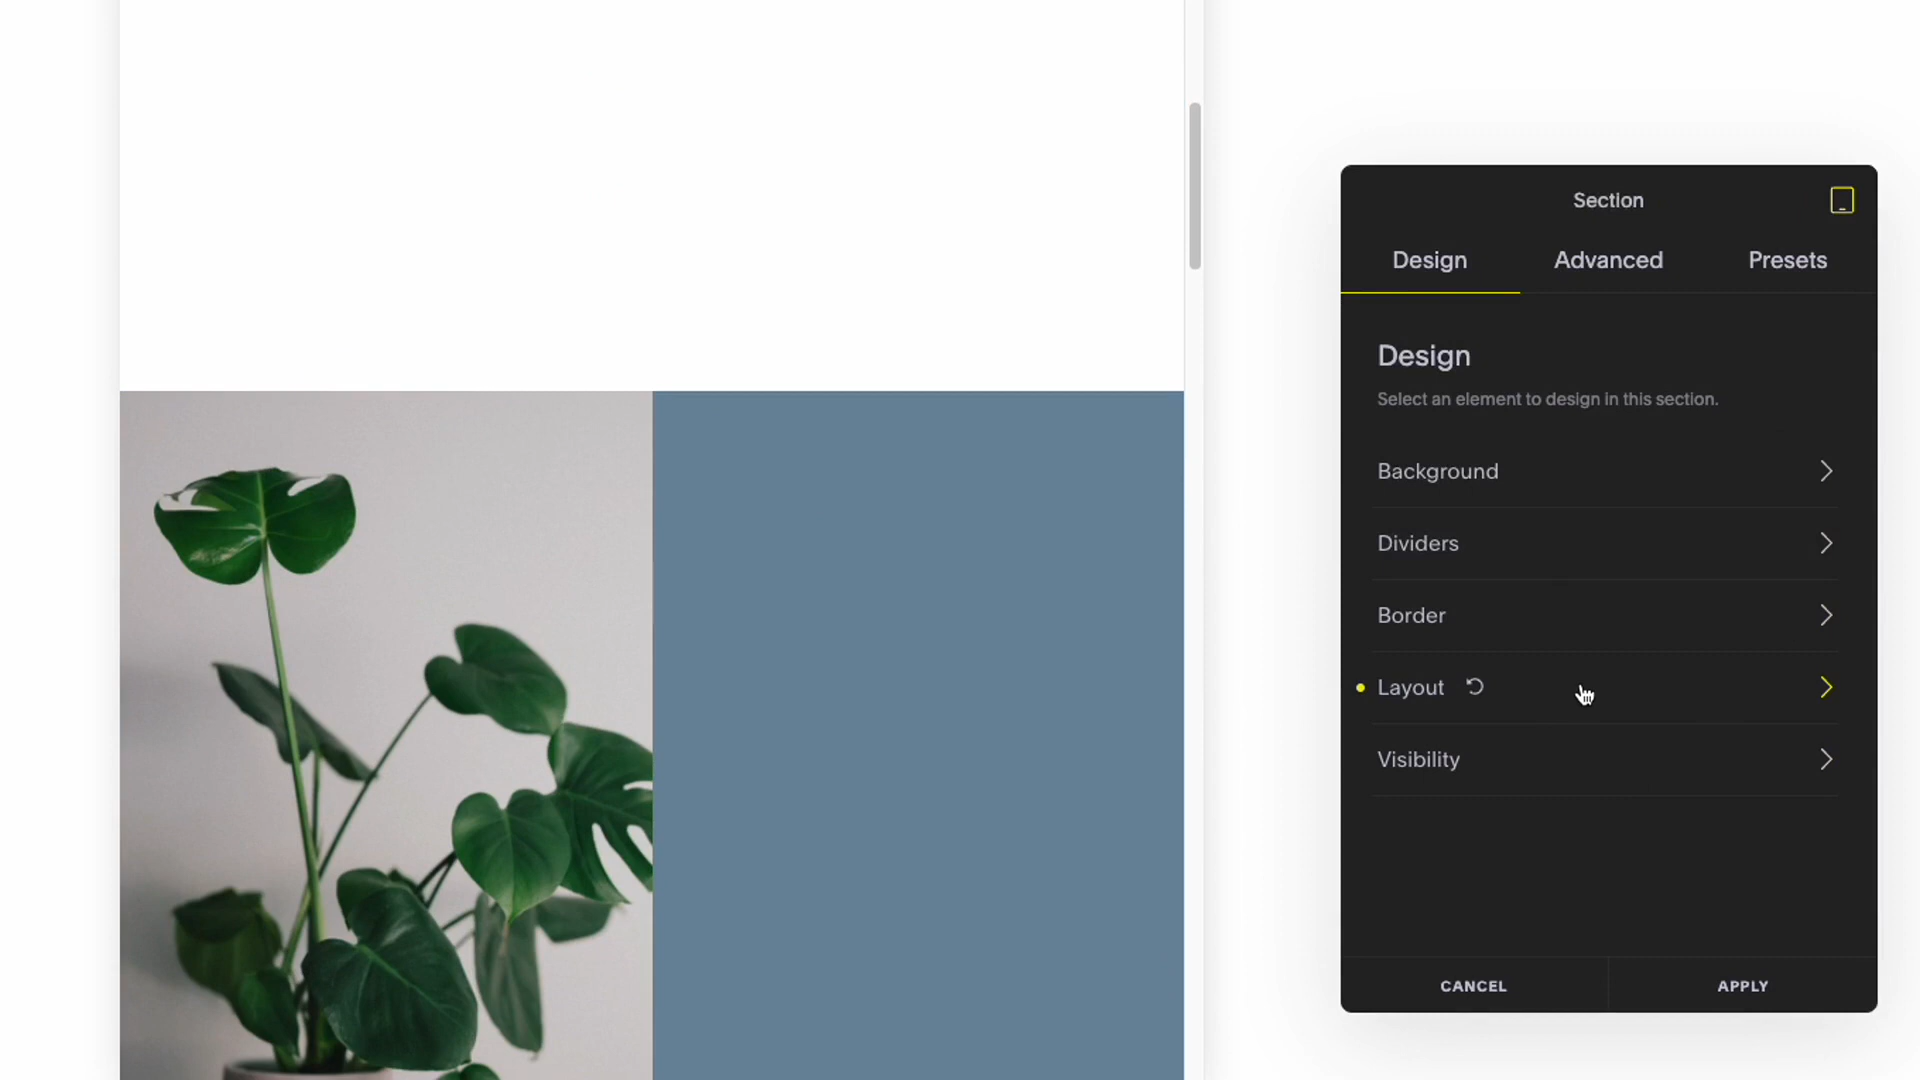 Section
Design Advanced Presets
Design
Select an element to design in this section.
Background
Dividers
Border
Layout
Visibility
CANCEL APPLY